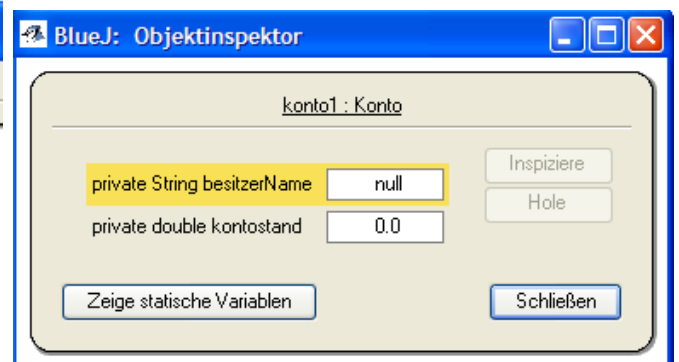 BlueJ: Objektinspektor
konto1 : Konto
private String besitzerName null
private double kontostand 0.0
Inspiziere
Hole
Zeige statische Variablen
Schließen